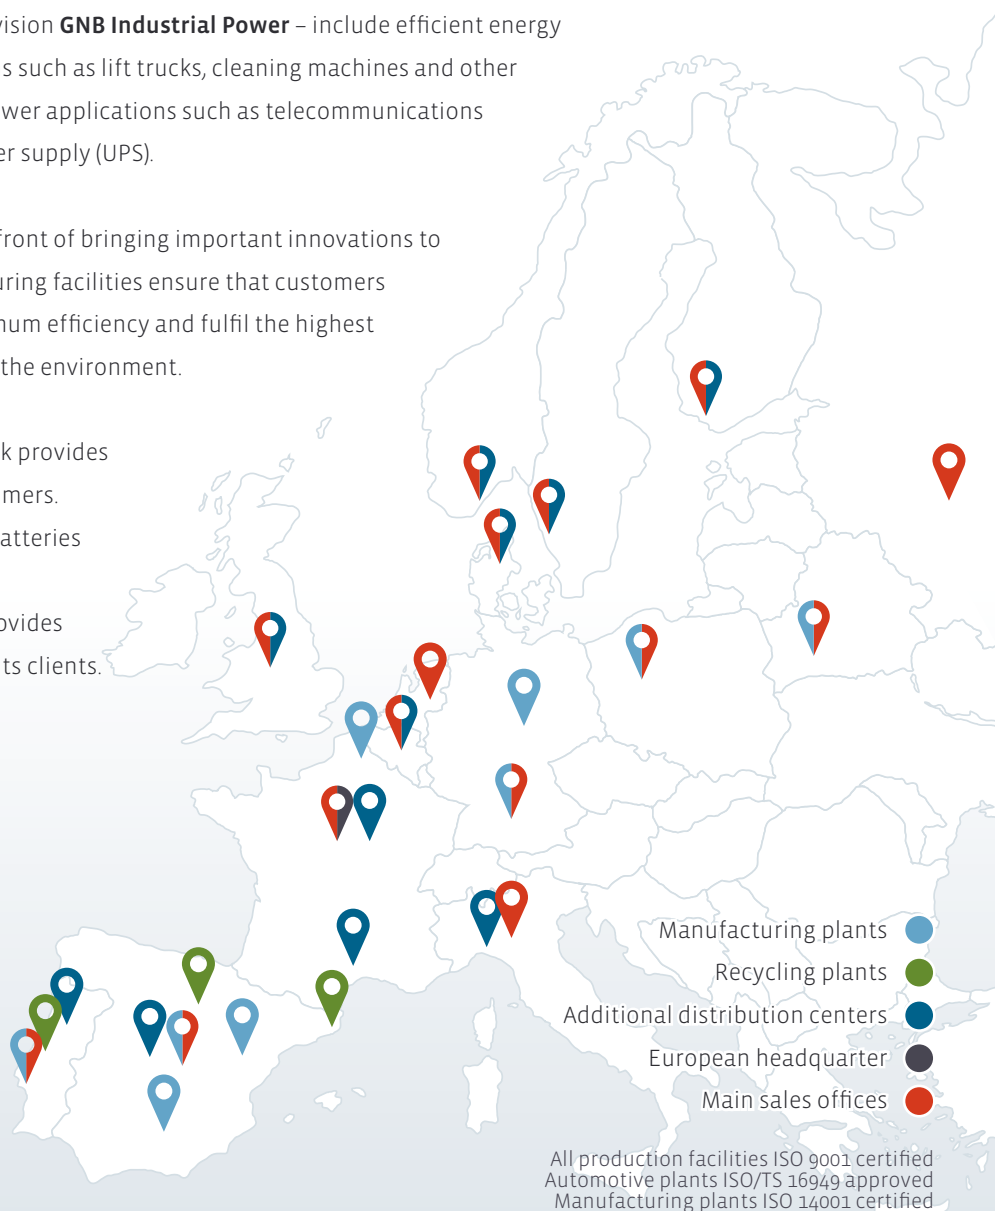 vision GNB Industrial Power – include efficient energy
s such as lift trucks, cleaning machines and other
wer applications such as telecommunications
er supply (UPS).
front of bringing important innovations to
uring facilities ensure that customers
num efficiency and fulfil the highest
the environment.
k provides
mers.
atteries
ovides
its clients.
Manufacturing plants
Recycling plants
Additional distribution centers
European headquarter
Main sales offices
All production facilities ISO 9001 certified
Automotive plants ISO/TS 16949 approved
Manufacturing plants ISO 14001 certified